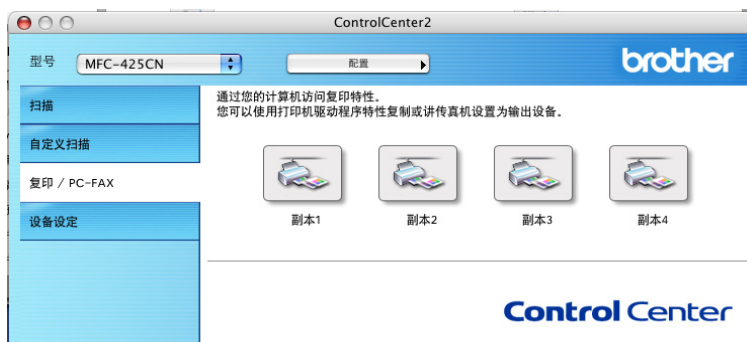 ControlCenter2
型号
MFC-425CN
配置
brother
扫描
自定义扫描
复印 / PC-FAX
设备设定
通过您的计算机访问复印特性。
您可以使用打印机驱动程序特性复制或讲传真机设置为输出设备。
副本1
副本2
副本3
副本4
Control Center